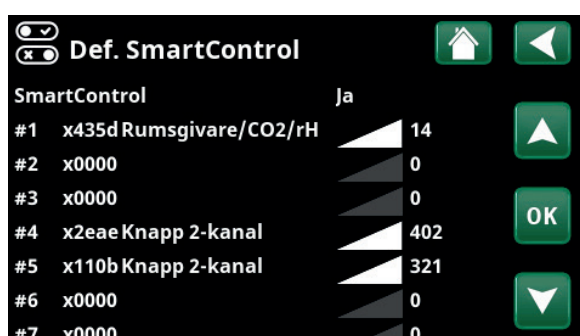 Def. SmartControl
SmartControl Ja
#1 x435d Rumsgivare/CO2/rH 14
#2 x0000 0
#3 x0000 0
#4 x2eae Knapp 2-kanal 402
OK
#5 x110b Knapp 2-kanal 321
#6 x0000 0
#7 x0000 0